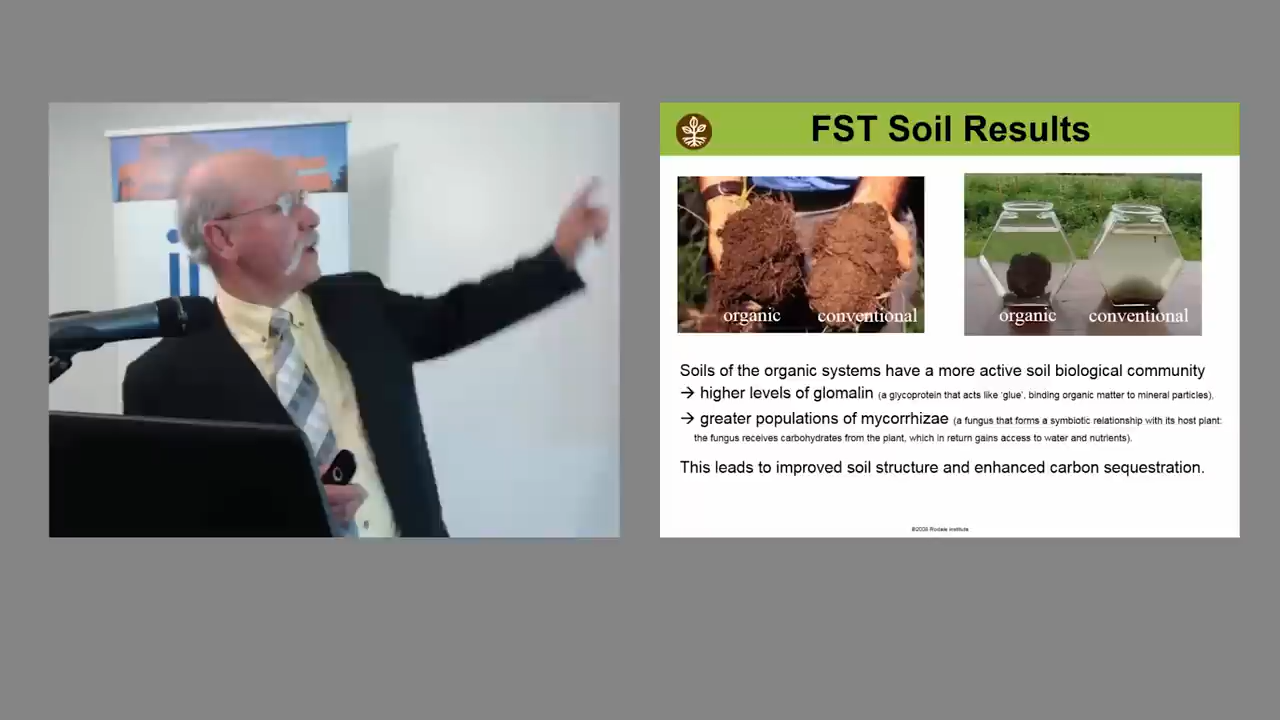 FST Soil Results
organic
conventional
organic
conventional
Soils of the organic systems have a more active soil biological community
→ higher levels of glomalin (a glycoprotein that acts like 'glue', binding organic matter to mineral particles),
→ greater populations of mycorrhizae (a fungus that forms a symbiotic relationship with its host plant:
the fungus receives carbohydrates from the plant, which in return gains access to water and nutrients).
This leads to improved soil structure and enhanced carbon sequestration.
Rodale Institute